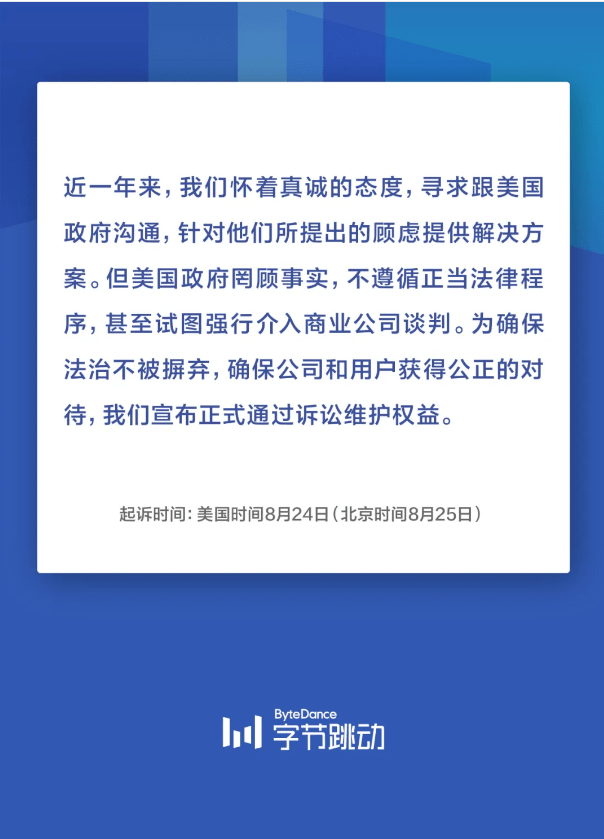 近一年来，我们怀着真诚的态度，寻求跟美国
政府沟通，针对他们所提出的顾虑提供解决方
案。但美国政府罔顾事实，不遵循正当法律程
序，甚至试图强行介入商业公司谈判。为确保
法治不被摒弃，确保公司和用户获得公正的对
待，我们宣布正式通过诉讼维护权益。
起诉时间：美国时间8月24日（北京时间8月25日）
ByteDance
字节跳动